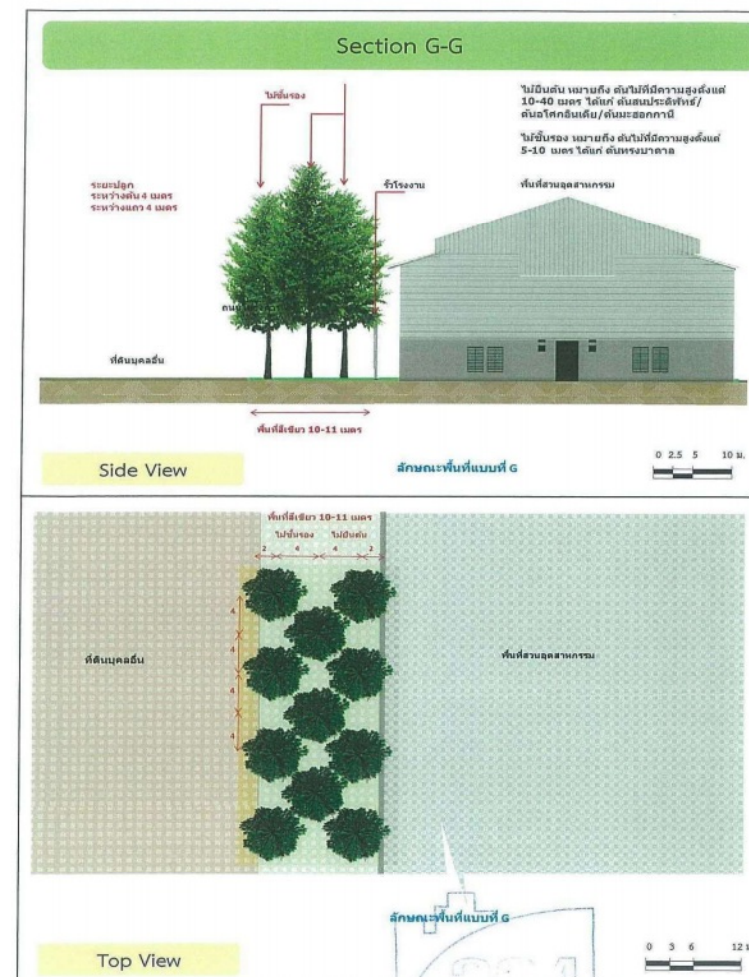 Section G-G
ไม้ยืนต้น หมายถึง ต้นไม้ที่มีความสูงตั้งแต่
10-40 เมตร ได้แก่ ต้นสนประดิพัทธ์/
ต้นอโศกอินเดีย/ต้นมะฮอกกานี
ไม้ชั้นรอง หมายถึง ต้นไม้ที่มีความสูงตั้งแต่
5-10 เมตร ได้แก่ ต้นทรงบาดาล
ไม้ชั้นรอง
ระยะปลูก
ระหว่างต้น 4 เมตร
ระหว่างแถว 4 เมตร
รั้วโรงงาน
พื้นที่สวนอุตสาหกรรม
ที่ดินบุคลอื่น
พื้นที่สีเขียว 10-11 เมตร
Side View
ลักษณะพื้นที่แบบที่ G
0 2.5 5 10 ม.
พื้นที่สีเขียว 10-11 เมตร
ไม้ชั้นรอง ไม้ยืนต้น
2 4 4 2
4
4
4
4
ที่ดินบุคลอื่น
พื้นที่สวนอุตสาหกรรม
ลักษณะพื้นที่แบบที่ G
Top View
0 3 6 12 ม